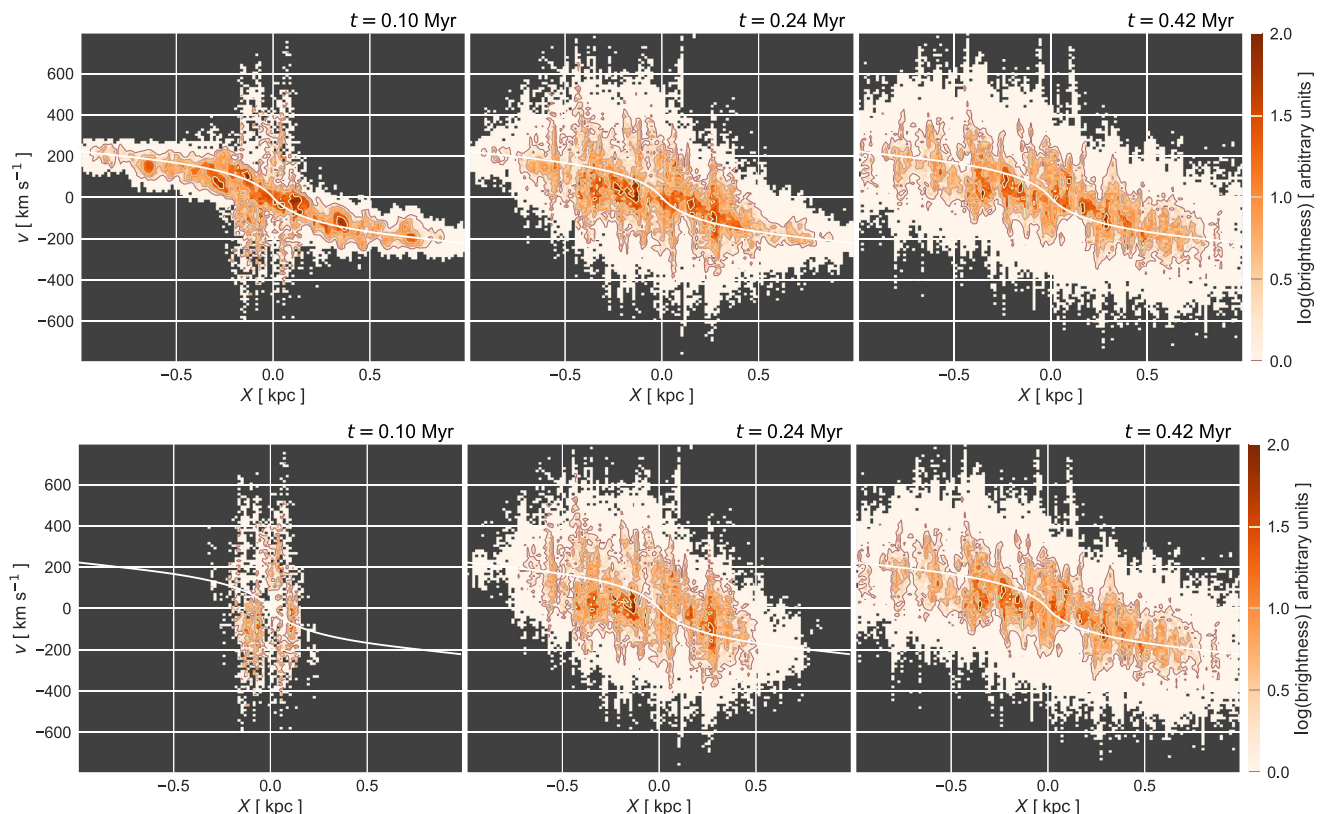 t = 0.10 Myr
t = 0.24 Myr
t = 0.42 Myr
v [ km s⁻¹ ]
600
400
200
0
−200
−400
−600
−0.5
0.0
0.5
−0.5
0.0
0.5
−0.5
0.0
0.5
X [ kpc ]
X [ kpc ]
X [ kpc ]
2.0
1.5
1.0
0.5
0.0
log(brightness) [ arbitrary units ]
t = 0.10 Myr
t = 0.24 Myr
t = 0.42 Myr
v [ km s⁻¹ ]
600
400
200
0
−200
−400
−600
−0.5
0.0
0.5
−0.5
0.0
0.5
−0.5
0.0
0.5
X [ kpc ]
X [ kpc ]
X [ kpc ]
2.0
1.5
1.0
0.5
0.0
log(brightness) [ arbitrary units ]